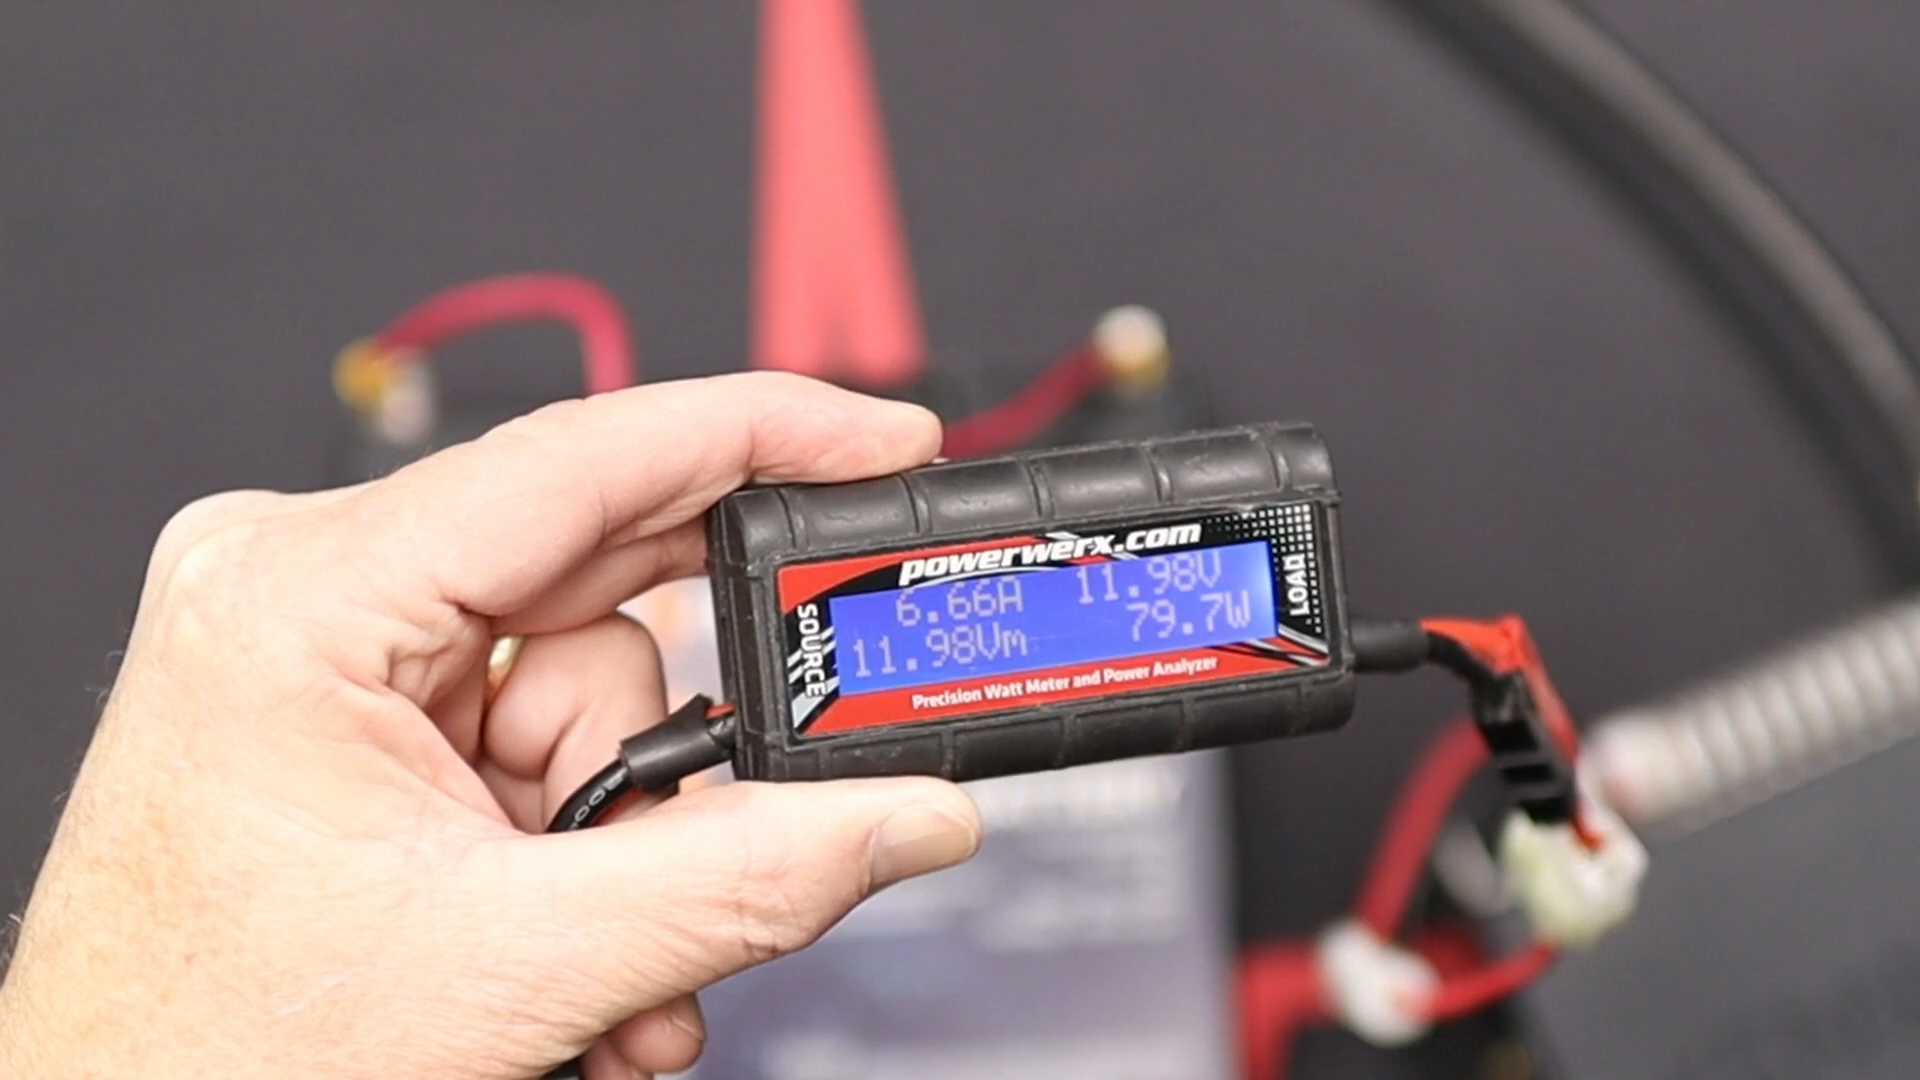 powerwerx.com
6.66A 11.98V
11.98Vm 79.7W
SOURCE
LOAD
Precision Watt Meter and Power Analyzer